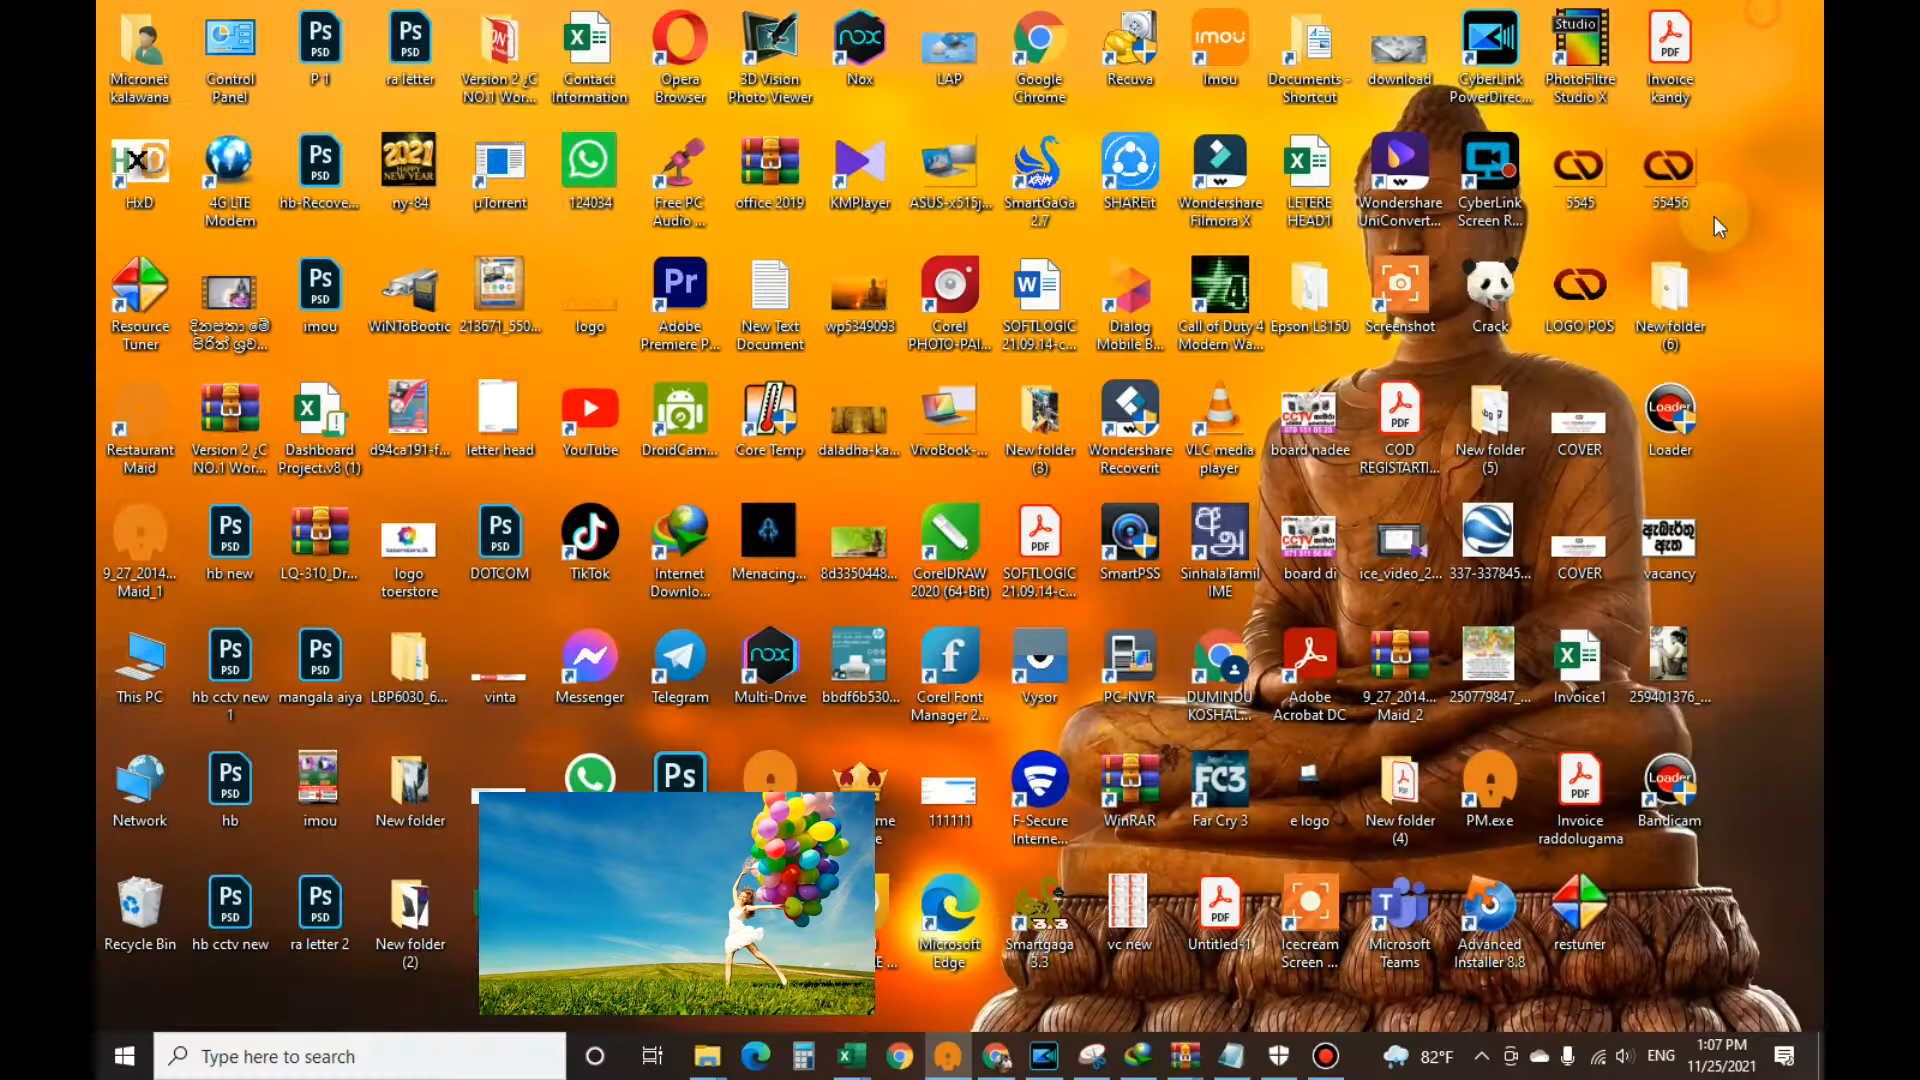 Micronet
kalawana
Control
Panel
P 1
ra letter
Version 2 ¿C
NO.1 Wor...
Contact
Information
Opera
Browser
3D Vision
Photo Viewer
Nox
LAP
Google
Chrome
Recuva
Imou
Documents -
Shortcut
download
CyberLink
PowerDirec...
PhotoFiltre
Studio X
Invoice
kandy
HxD
4G LTE
Modem
hb-Recove...
ny-84
µTorrent
124034
Free PC
Audio ...
office 2019
KMPlayer
ASUS-x515j...
SmartGaGa
2.7
SHAREit
Wondershare
Filmora X
LETERE
HEAD1
Wondershare
UniConvert...
CyberLink
Screen R...
5545
55456
Resource
Tuner
දිනපතා මේ
පිරිත් ශ්‍රව...
imou
WiNToBootic
213671_550...
logo
Adobe
Premiere P...
New Text
Document
wp5349093
Corel
PHOTO-PAI...
SOFTLOGIC
21.09.14-c...
Dialog
Mobile B...
Call of Duty 4
Modern Wa...
Epson L3150
Screenshot
Crack
LOGO POS
New folder
(6)
Restaurant
Maid
Version 2 ¿C
NO.1 Wor...
Dashboard
Project.v8 (1)
d94ca191-f...
letter head
YouTube
DroidCam...
Core Temp
daladha-ka...
VivoBook-...
New folder
(3)
Wondershare
Recoverit
VLC media
player
board nadee
COD
REGISTARTI...
New folder
(5)
COVER
Loader
9_27_2014...
Maid_1
hb new
LQ-310_Dr...
logo
toerstore
DOTCOM
TikTok
Internet
Downlo...
Menacing...
8d3350448...
CorelDRAW
2020 (64-Bit)
SOFTLOGIC
21.09.14-c...
SmartPSS
SinhalaTamil
IME
board di
ice_video_2...
337-337845...
COVER
vacancy
This PC
hb cctv new
1
mangala aiya
LBP6030_6...
vinta
Messenger
Telegram
Multi-Drive
bbdf6b530...
Corel Font
Manager 2...
Vysor
PC-NVR
DUMINDU
KOSHAL...
Adobe
Acrobat DC
9_27_2014...
Maid_2
250779847_...
Invoice1
259401376_...
Network
hb
imou
New folder
111111
F-Secure
Interne...
WinRAR
Far Cry 3
e logo
New folder
(4)
PM.exe
Invoice
raddolugama
Bandicam
Recycle Bin
hb cctv new
ra letter 2
New folder
(2)
Microsoft
Edge
Smartgaga
3.3
vc new
Untitled-1
Icecream
Screen ...
Microsoft
Teams
Advanced
Installer 8.8
restuner
Type here to search
82°F
ENG
1:07 PM
11/25/2021